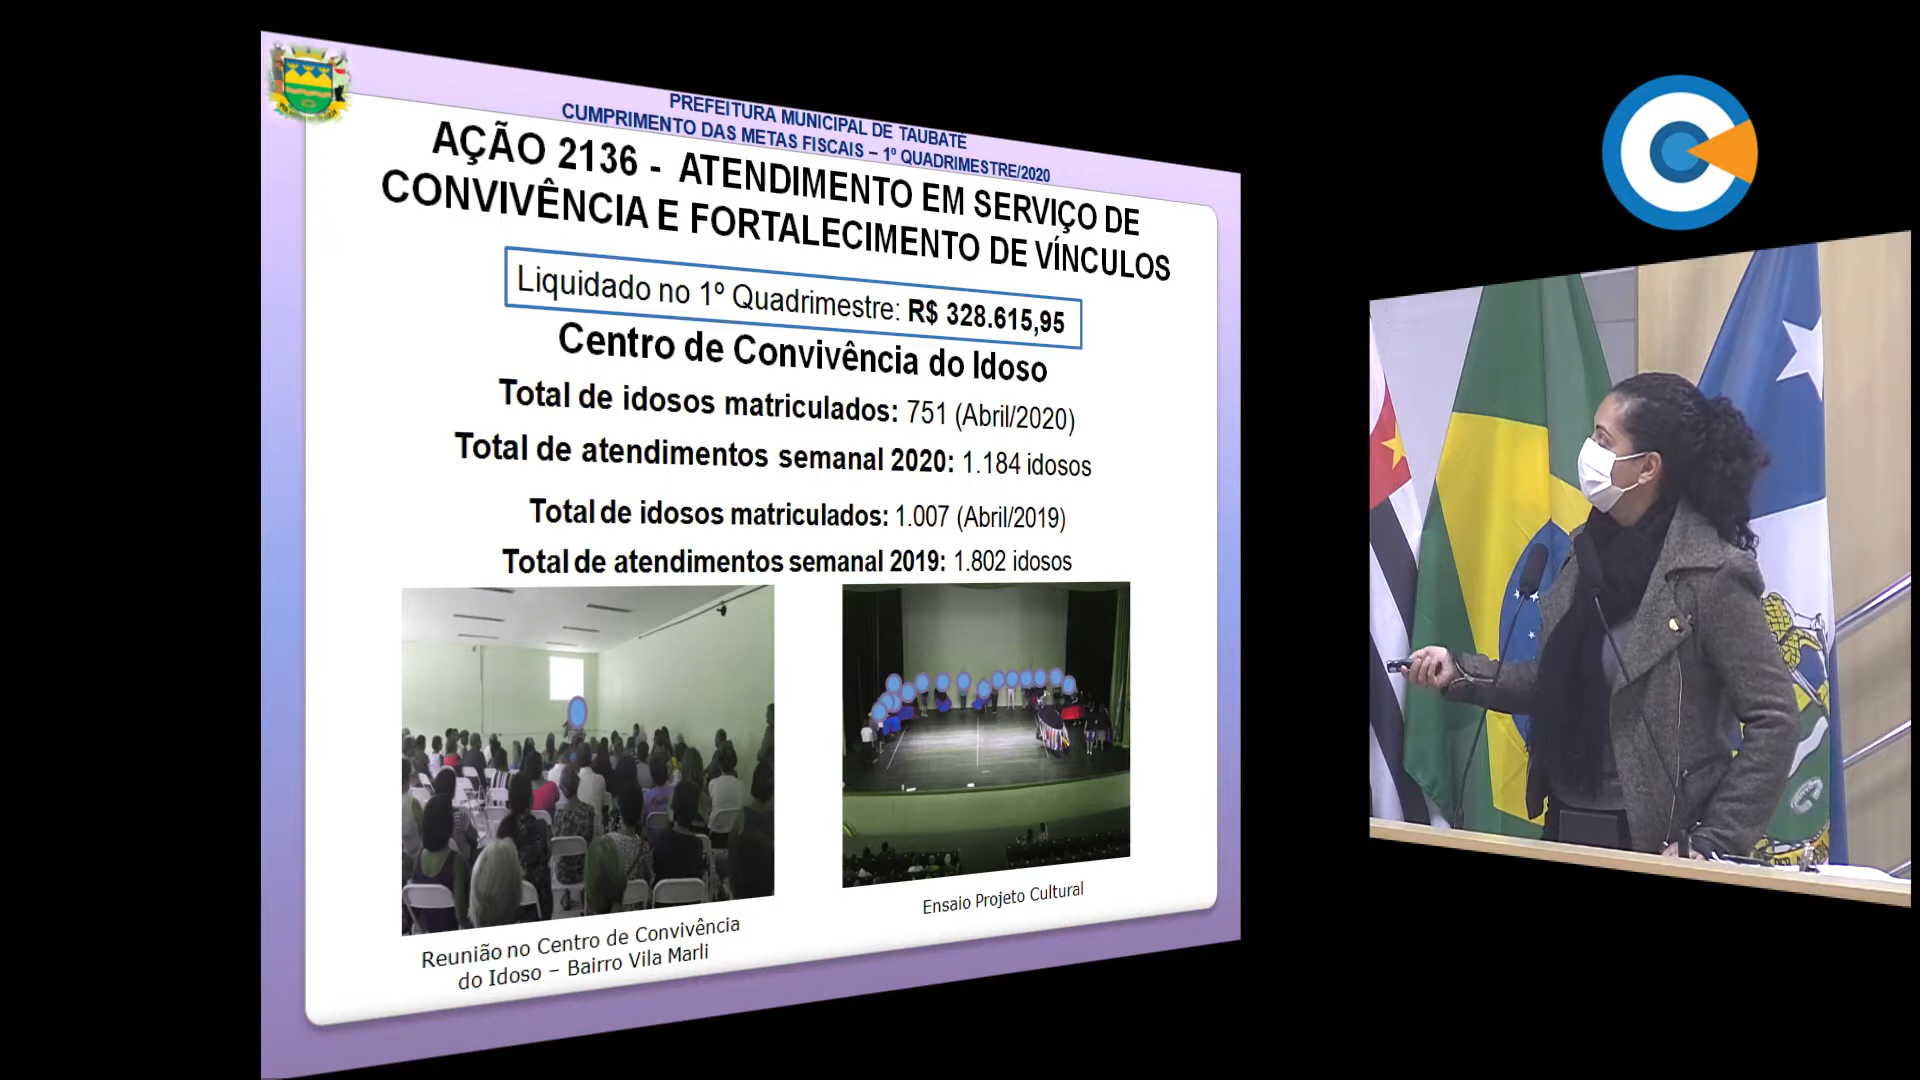 PREFEITURA MUNICIPAL DE TAUBATÉ
CUMPRIMENTO DAS METAS FISCAIS – 1º QUADRIMESTRE/2020
AÇÃO 2136 - ATENDIMENTO EM SERVIÇO DE
CONVIVÊNCIA E FORTALECIMENTO DE VÍNCULOS
Liquidado no 1º Quadrimestre: R$ 328.615,95
Centro de Convivência do Idoso
Total de idosos matriculados: 751 (Abril/2020)
Total de atendimentos semanal 2020: 1.184 idosos
Total de idosos matriculados: 1.007 (Abril/2019)
Total de atendimentos semanal 2019: 1.802 idosos
Reunião no Centro de Convivência
do Idoso – Bairro Vila Marli
Ensaio Projeto Cultural